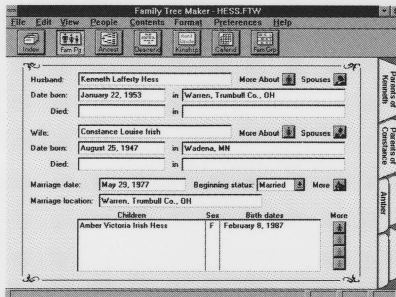 Family Tree Maker - HESS.FTW
File Edit View People Contents Format Preferences Help
Index Fam Pg Ancest Descend Kinship Calend Fam Grp
Husband: Kenneth Lafferty Hess More About Spouses
Date born: January 22, 1953 in Warren, Trumbull Co., OH
Died: in
Wife: Constance Louise Irish More About Spouses
Date born: August 25, 1947 in Wadena, MN
Died: in
Marriage date: May 29, 1977 Beginning status: Married More
Marriage location: Warren, Trumbull Co., OH
Children Sex Birth dates More
Amber Victoria Irish Hess F February 8, 1987
Parents of Kenneth
Parents of Constance
Amber